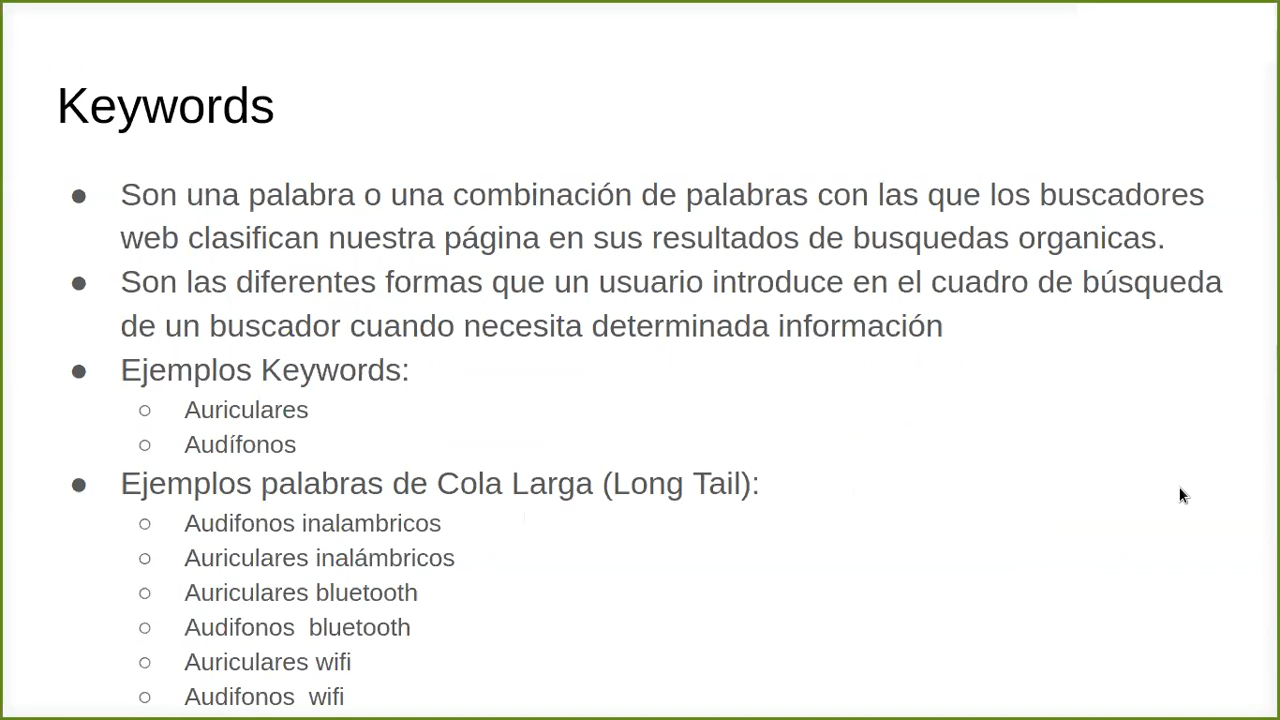 Keywords
● Son una palabra o una combinación de palabras con las que los buscadores
web clasifican nuestra página en sus resultados de busquedas organicas.
● Son las diferentes formas que un usuario introduce en el cuadro de búsqueda
de un buscador cuando necesita determinada información
● Ejemplos Keywords:
○ Auriculares
○ Audífonos
● Ejemplos palabras de Cola Larga (Long Tail):
○ Audifonos inalambricos
○ Auriculares inalámbricos
○ Auriculares bluetooth
○ Audifonos  bluetooth
○ Auriculares wifi
○ Audifonos  wifi